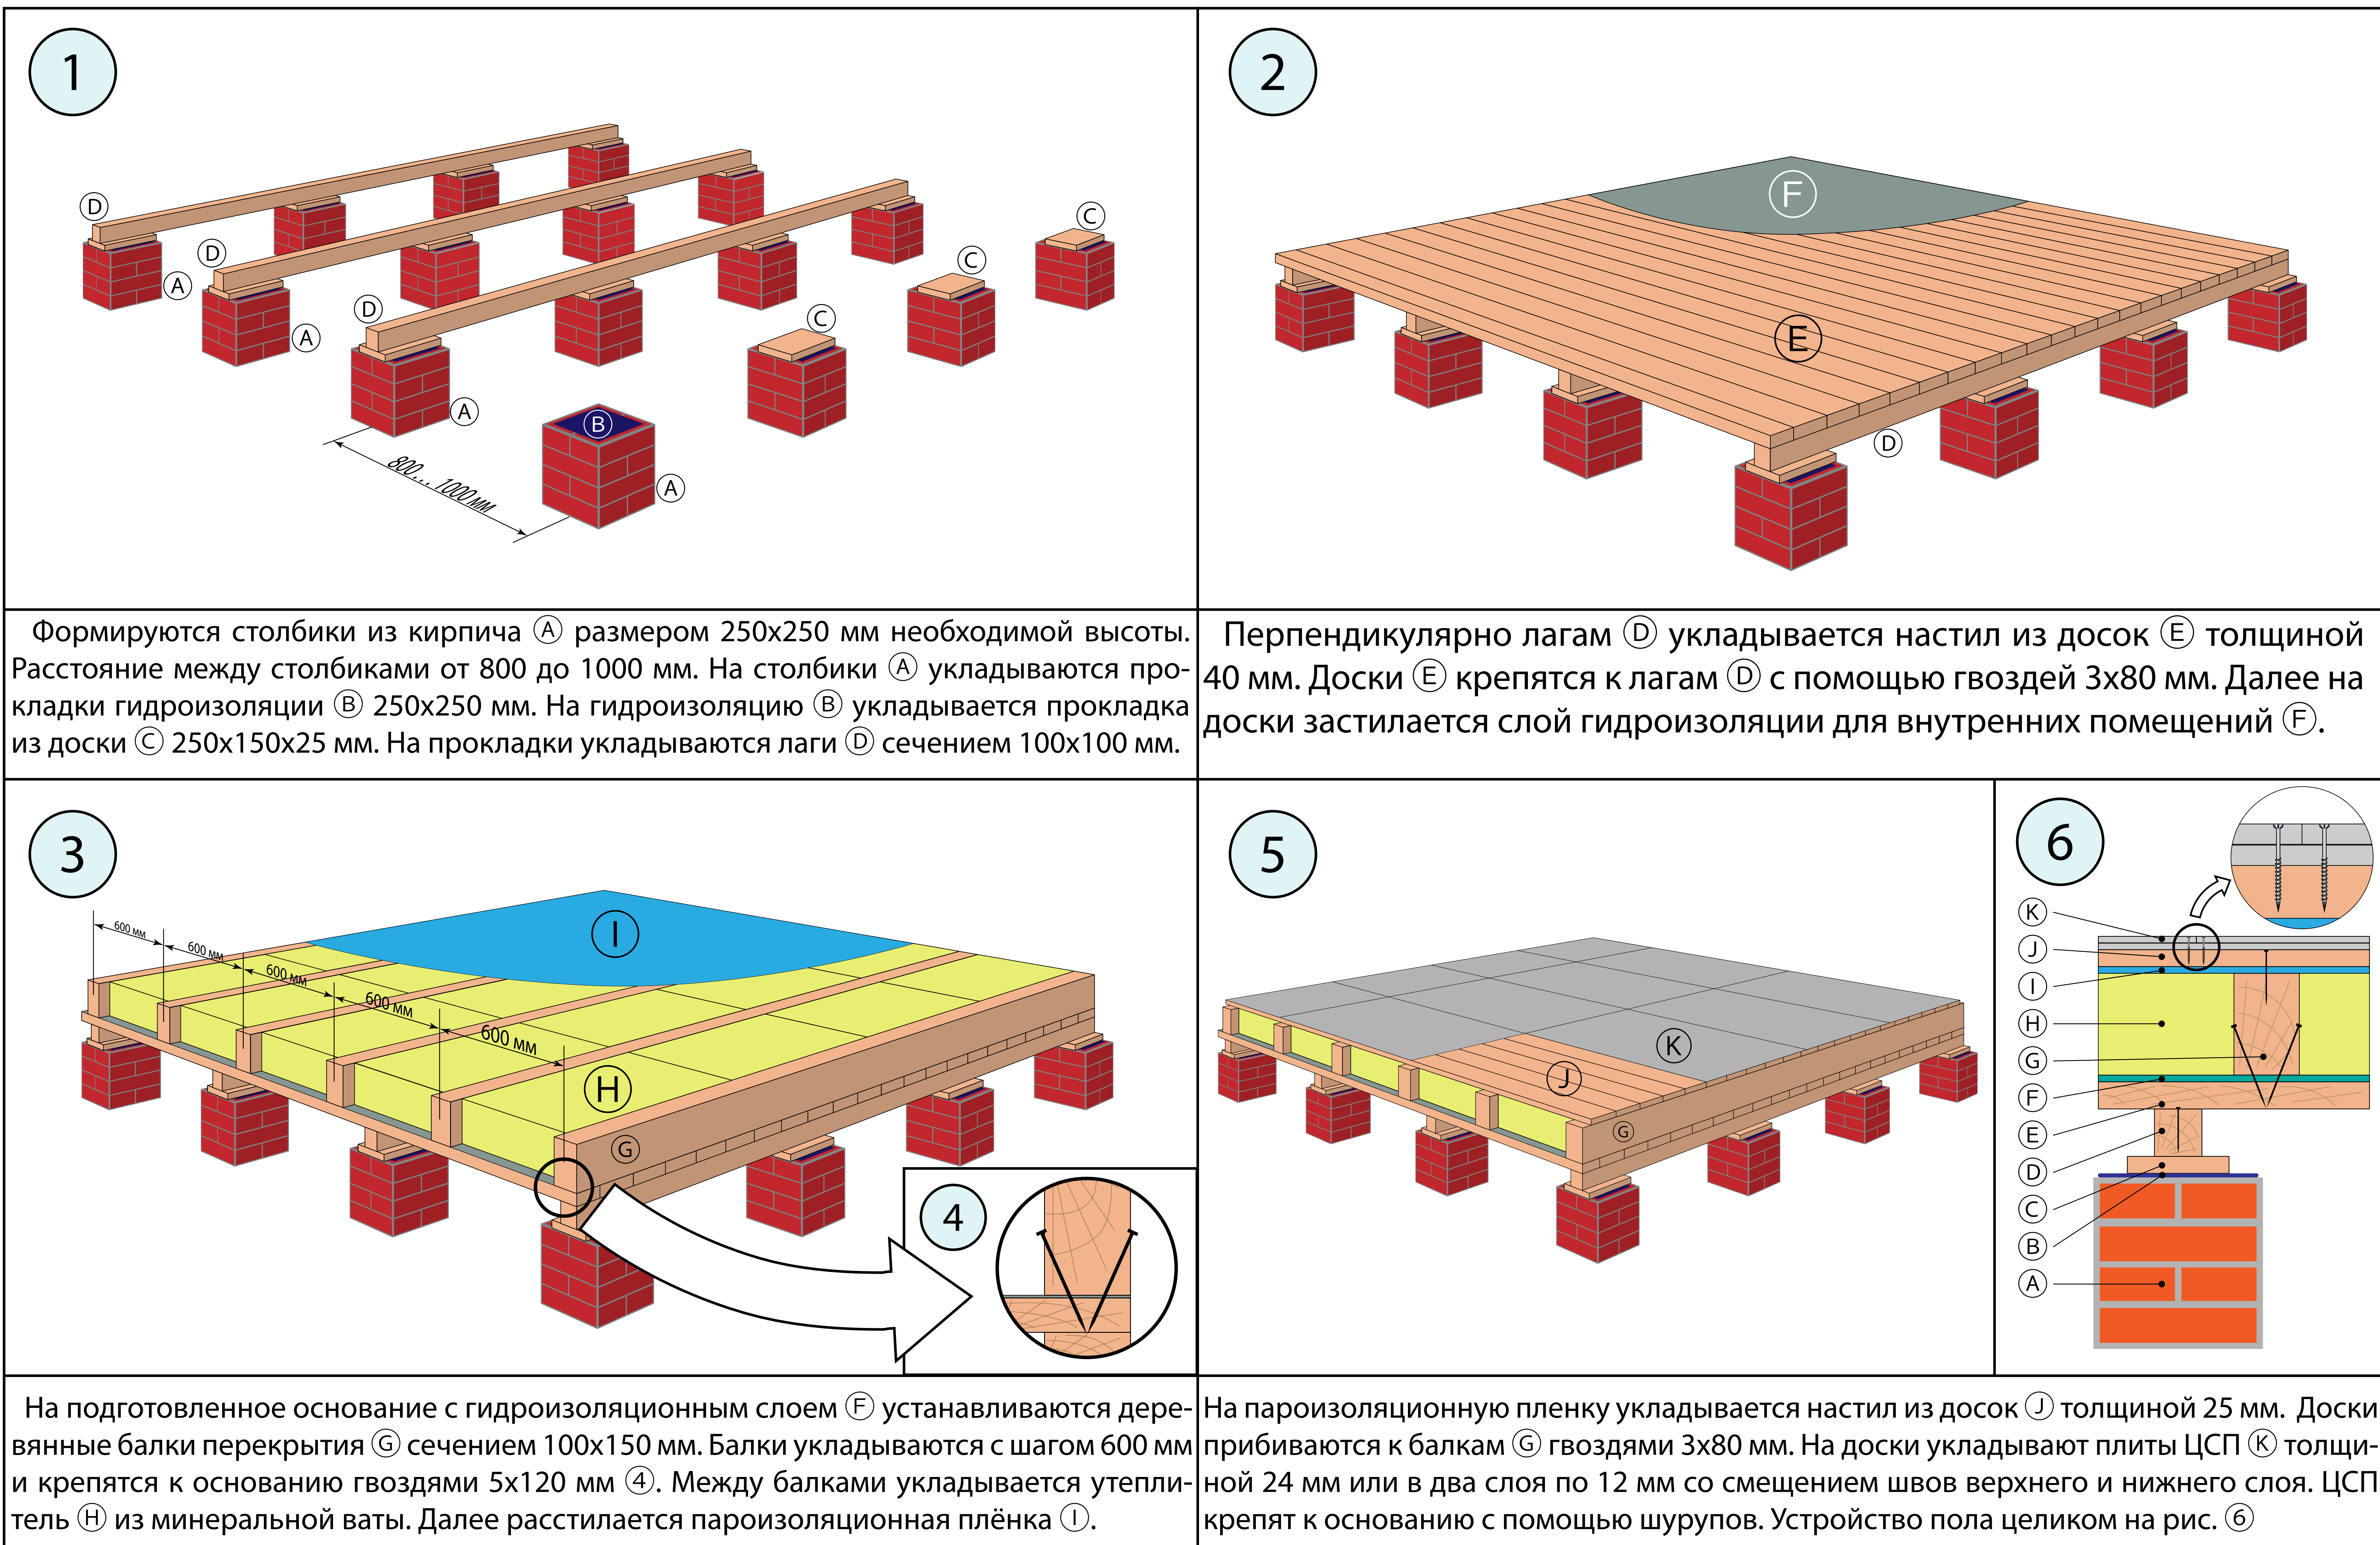 1
D
D
D
A
A
A
A
B
C
C
C
800... 1000 мм
Формируются столбики из кирпича Ⓐ размером 250х250 мм необходимой высоты.
Расстояние между столбиками от 800 до 1000 мм. На столбики Ⓐ укладываются про-
кладки гидроизоляции Ⓑ 250х250 мм. На гидроизоляцию Ⓑ укладывается прокладка
из доски Ⓒ 250х150х25 мм. На прокладки укладываются лаги Ⓓ сечением 100х100 мм.
2
F
E
D
Перпендикулярно лагам Ⓓ укладывается настил из досок Ⓔ толщиной
40 мм. Доски Ⓔ крепятся к лагам Ⓓ с помощью гвоздей 3х80 мм. Далее на
доски застилается слой гидроизоляции для внутренних помещений Ⓕ.
3
600 мм
600 мм
600 мм
600 мм
600 мм
I
H
G
4
На подготовленное основание с гидроизоляционным слоем Ⓕ устанавливаются дере-
вянные балки перекрытия Ⓖ сечением 100х150 мм. Балки укладываются с шагом 600 мм
и крепятся к основанию гвоздями 5х120 мм ④. Между балками укладывается утепли-
тель Ⓗ из минеральной ваты. Далее расстилается пароизоляционная плёнка Ⓘ.
5
K
J
G
6
K
J
I
H
G
F
E
D
C
B
A
На пароизоляционную пленку укладывается настил из досок Ⓙ толщиной 25 мм. Доски
прибиваются к балкам Ⓖ гвоздями 3х80 мм. На доски укладывают плиты ЦСП Ⓚ толщи-
ной 24 мм или в два слоя по 12 мм со смещением швов верхнего и нижнего слоя. ЦСП
крепят к основанию с помощью шурупов. Устройство пола целиком на рис. ⑥